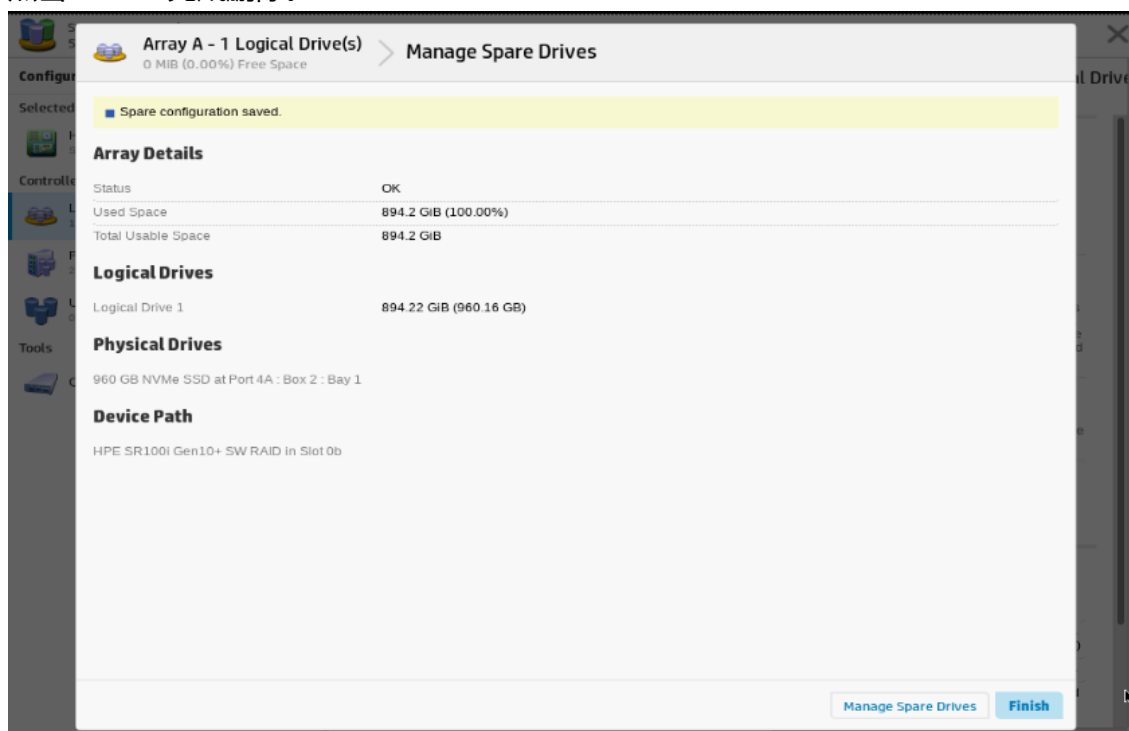 Array A - 1 Logical Drive(s)
0 MiB (0.00%) Free Space
Manage Spare Drives
Configur
al Drive
Selected
Controlle
Tools
Spare configuration saved.
Array Details
Status OK
Used Space 894.2 GiB (100.00%)
Total Usable Space 894.2 GiB
Logical Drives
Logical Drive 1 894.22 GiB (960.16 GB)
Physical Drives
960 GB NVMe SSD at Port 4A : Box 2 : Bay 1
Device Path
HPE SR100i Gen10+ SW RAID in Slot 0b
Manage Spare Drives
Finish